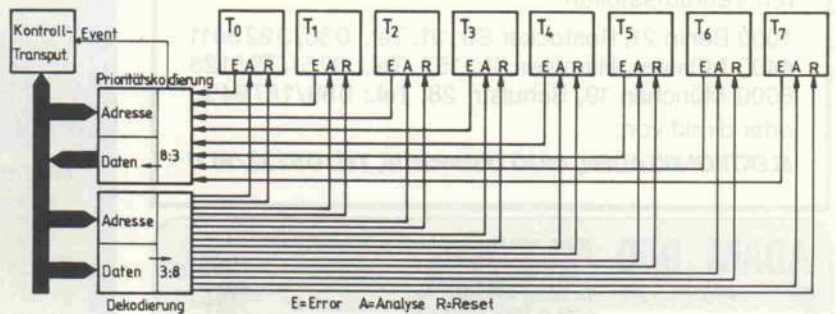 Kontroll-
Transput.
Event
T0
E A R
T1
E A R
T2
E A R
T3
E A R
T4
E A R
T5
E A R
T6
E A R
T7
E A R
Prioritätskodierung
Adresse
Daten
8:3
Adresse
Daten
3:8
Dekodierung
E=Error A=Analyse R=Reset